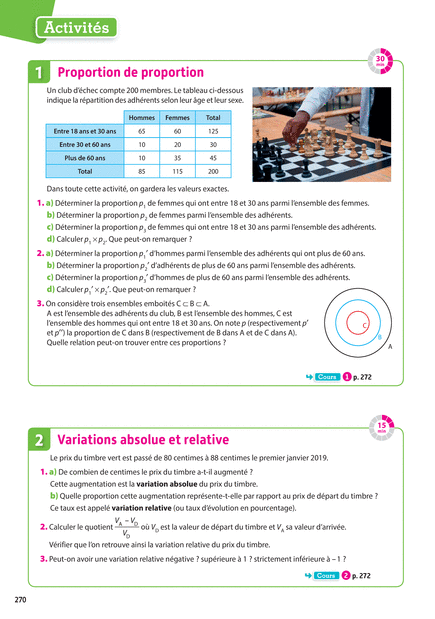 Activités
30
min
1 Proportion de proportion
Un club d'échec compte 200 membres. Le tableau ci-dessous
indique la répartition des adhérents selon leur âge et leur sexe.
Hommes Femmes Total
Entre 18 ans et 30 ans 65 60 125
Entre 30 et 60 ans 10 20 30
Plus de 60 ans 10 35 45
Total 85 115 200
Dans toute cette activité, on gardera les valeurs exactes.
1. a) Déterminer la proportion p₁ de femmes qui ont entre 18 et 30 ans parmi l'ensemble des femmes.
b) Déterminer la proportion p₂ de femmes parmi l'ensemble des adhérents.
c) Déterminer la proportion p₃ de femmes qui ont entre 18 et 30 ans parmi l'ensemble des adhérents.
d) Calculer p₁ × p₂. Que peut-on remarquer ?
2. a) Déterminer la proportion p₁′ d'hommes parmi l'ensemble des adhérents qui ont plus de 60 ans.
b) Déterminer la proportion p₂′ d'adhérents de plus de 60 ans parmi l'ensemble des adhérents.
c) Déterminer la proportion p₃′ d'hommes de plus de 60 ans parmi l'ensemble des adhérents.
d) Calculer p₁′ × p₂′. Que peut-on remarquer ?
3. On considère trois ensembles emboités C ⊂ B ⊂ A.
A est l'ensemble des adhérents du club, B est l'ensemble des hommes, C est
l'ensemble des hommes qui ont entre 18 et 30 ans. On note p (respectivement p′
et p″) la proportion de C dans B (respectivement de B dans A et de C dans A).
Quelle relation peut-on trouver entre ces proportions ?
C
B
A
Cours 1 p. 272
15
min
2 Variations absolue et relative
Le prix du timbre vert est passé de 80 centimes à 88 centimes le premier janvier 2019.
1. a) De combien de centimes le prix du timbre a-t-il augmenté ?
Cette augmentation est la variation absolue du prix du timbre.
b) Quelle proportion cette augmentation représente-t-elle par rapport au prix de départ du timbre ?
Ce taux est appelé variation relative (ou taux d'évolution en pourcentage).
2. Calculer le quotient (V_A − V_D)/V_D où V_D est la valeur de départ du timbre et V_A sa valeur d'arrivée.
Vérifier que l'on retrouve ainsi la variation relative du prix du timbre.
3. Peut-on avoir une variation relative négative ? supérieure à 1 ? strictement inférieure à – 1 ?
Cours 2 p. 272
270